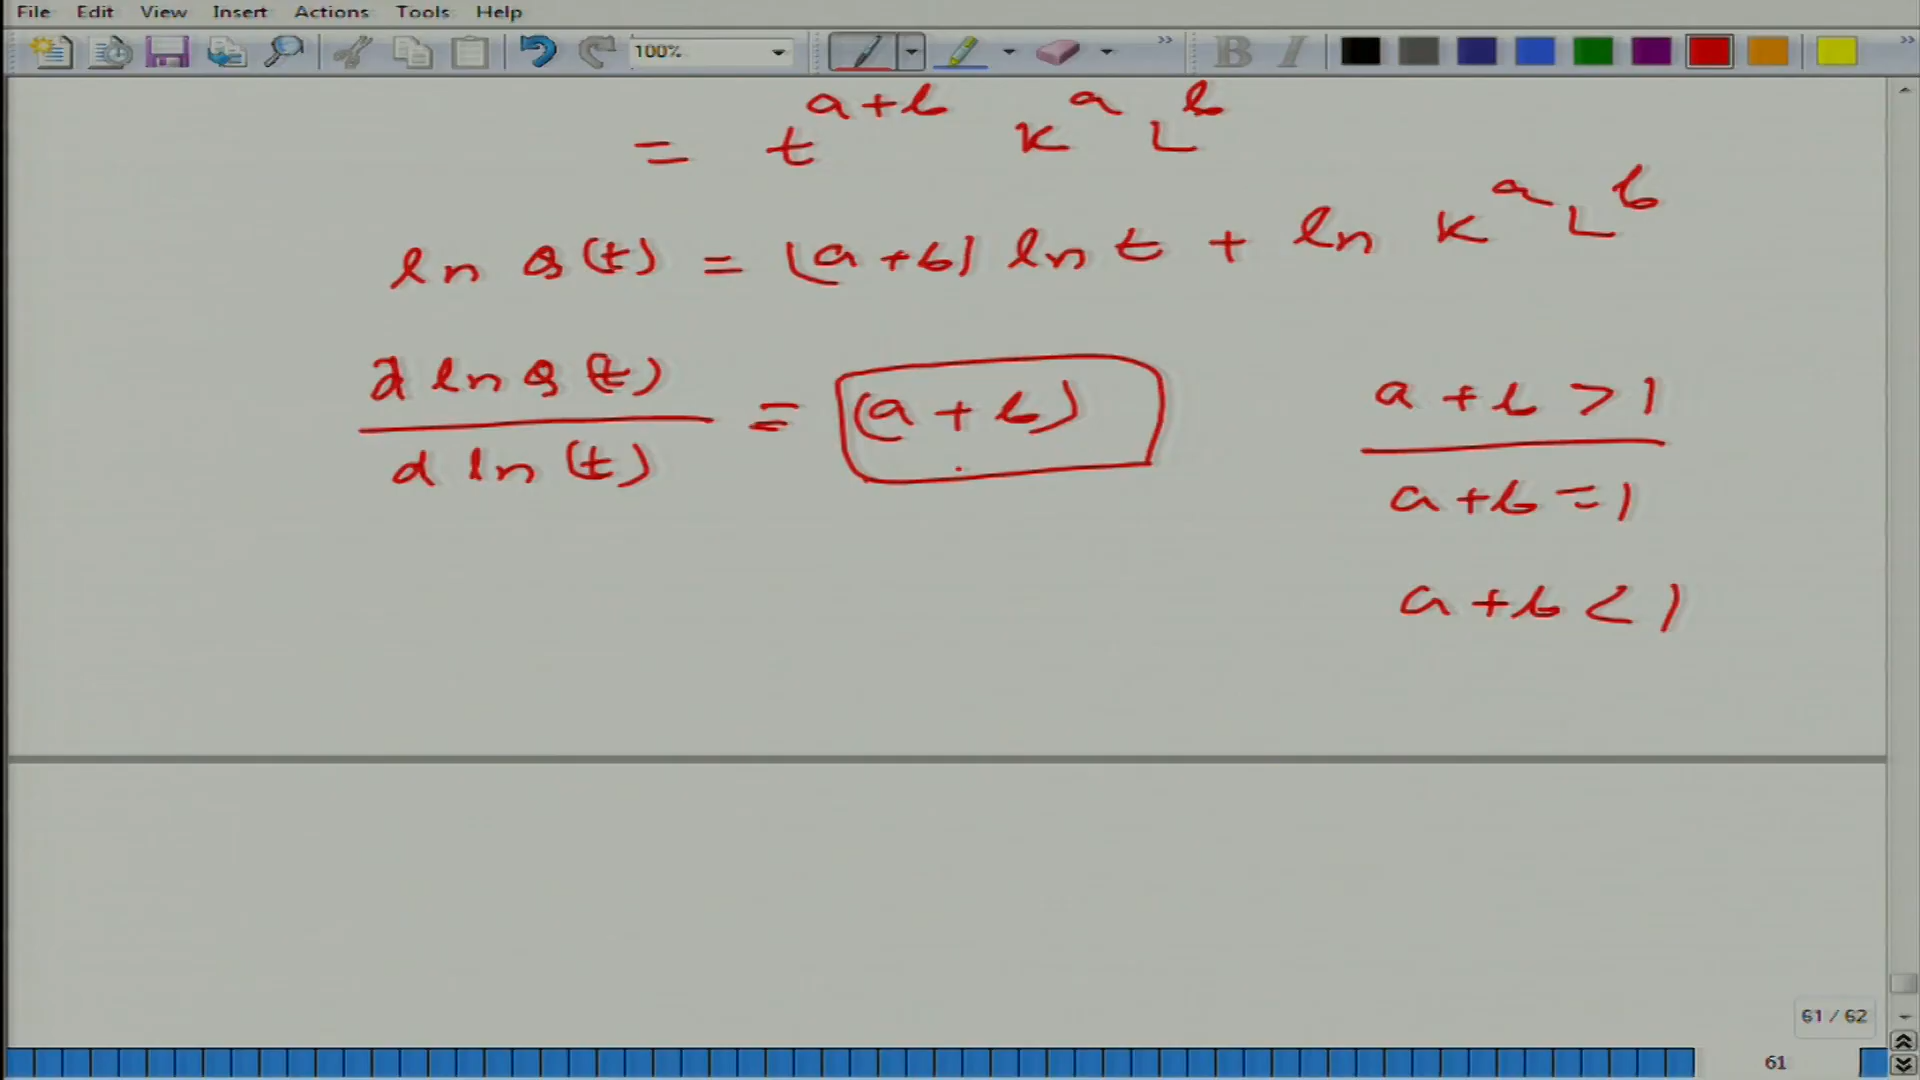 File Edit View Insert Actions Tools Help
100%
= t^{a+b} K^a L^b
ln Q(t) = (a+b) ln t + ln K^a L^b
d ln Q(t) / d ln(t) = (a+b)
a+b > 1
a+b = 1
a+b < 1
61 / 62
61